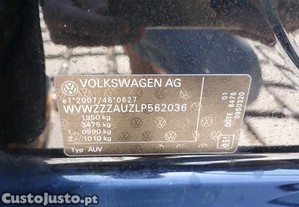 VOLKSWAGEN AG
e1*2007/46*0627
WVWZZZAUZLP562036
1850 kg
3475 kg
1- 0990 kg
2- 1010 kg
Typ AUV
CustoJusto.pt